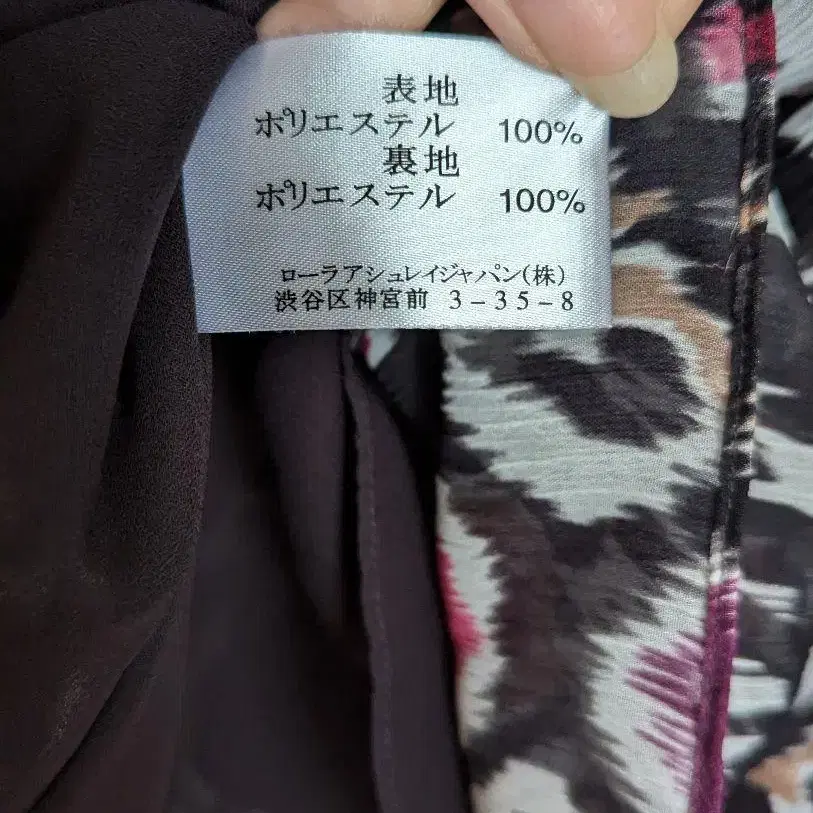 表地
ポリエステル 100%
裏地
ポリエステル 100%
ローラアシュレイジャパン(株)
渋谷区神宮前 3-35-8